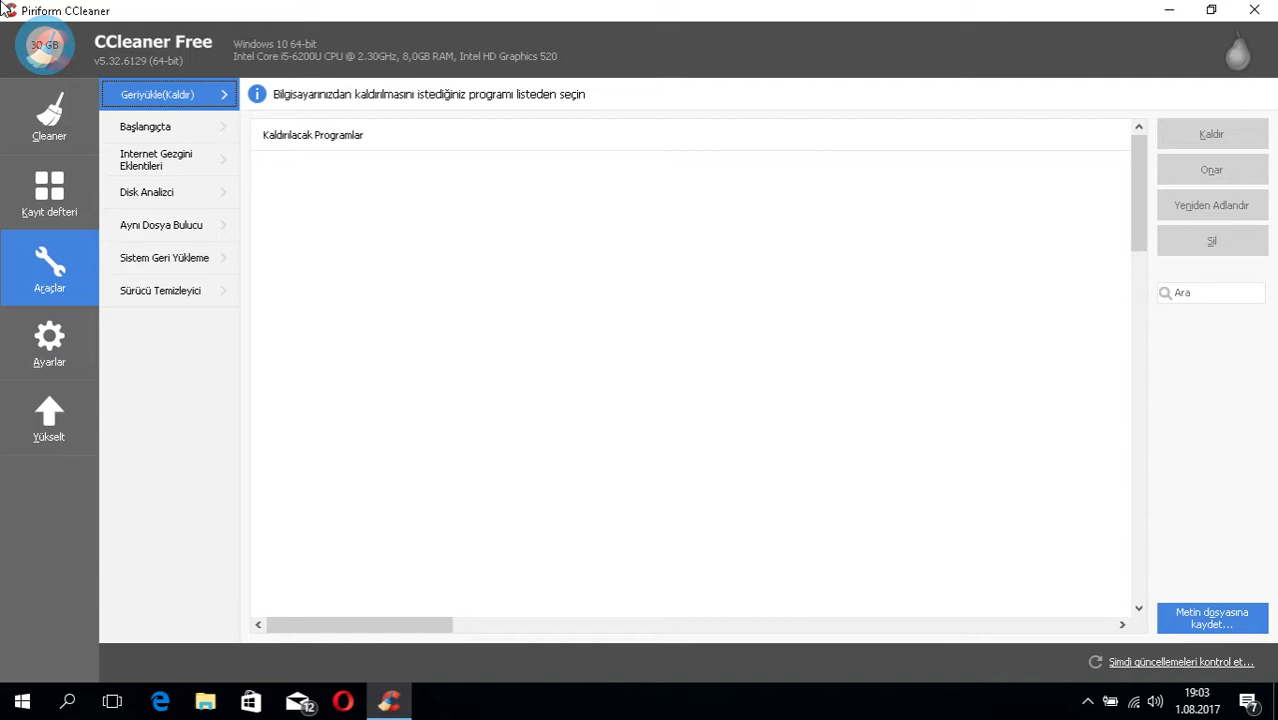 Piriform CCleaner
30 GB
CCleaner Free
v5.32.6129 (64-bit)
Windows 10 64-bit
Intel Core i5-6200U CPU @ 2.30GHz, 8,0GB RAM, Intel HD Graphics 520
Cleaner
Kayıt defteri
Araçlar
Ayarlar
Yükselt
Geriyükle(Kaldır)
Başlangıçta
Internet Gezgini
Eklentileri
Disk Analizci
Aynı Dosya Bulucu
Sistem Geri Yükleme
Sürücü Temizleyici
Bilgisayarınızdan kaldırılmasını istediğiniz programı listeden seçin
Kaldırılacak Programlar
Kaldır
Onar
Yeniden Adlandır
Sil
Ara
Metin dosyasına
kaydet...
Şimdi güncellemeleri kontrol et...
12
19:03
1.08.2017
7